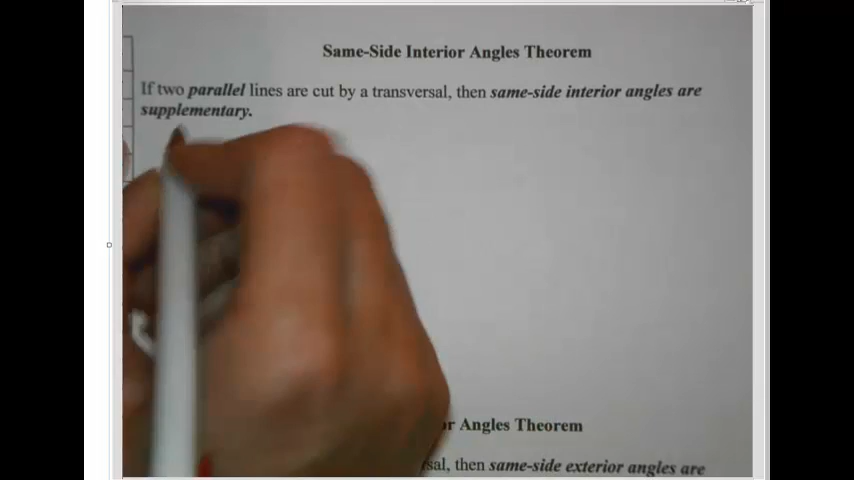 Same-Side Interior Angles Theorem
If two parallel lines are cut by a transversal, then same-side interior angles are
supplementary.
Angles Theorem
then same-side exterior angles are